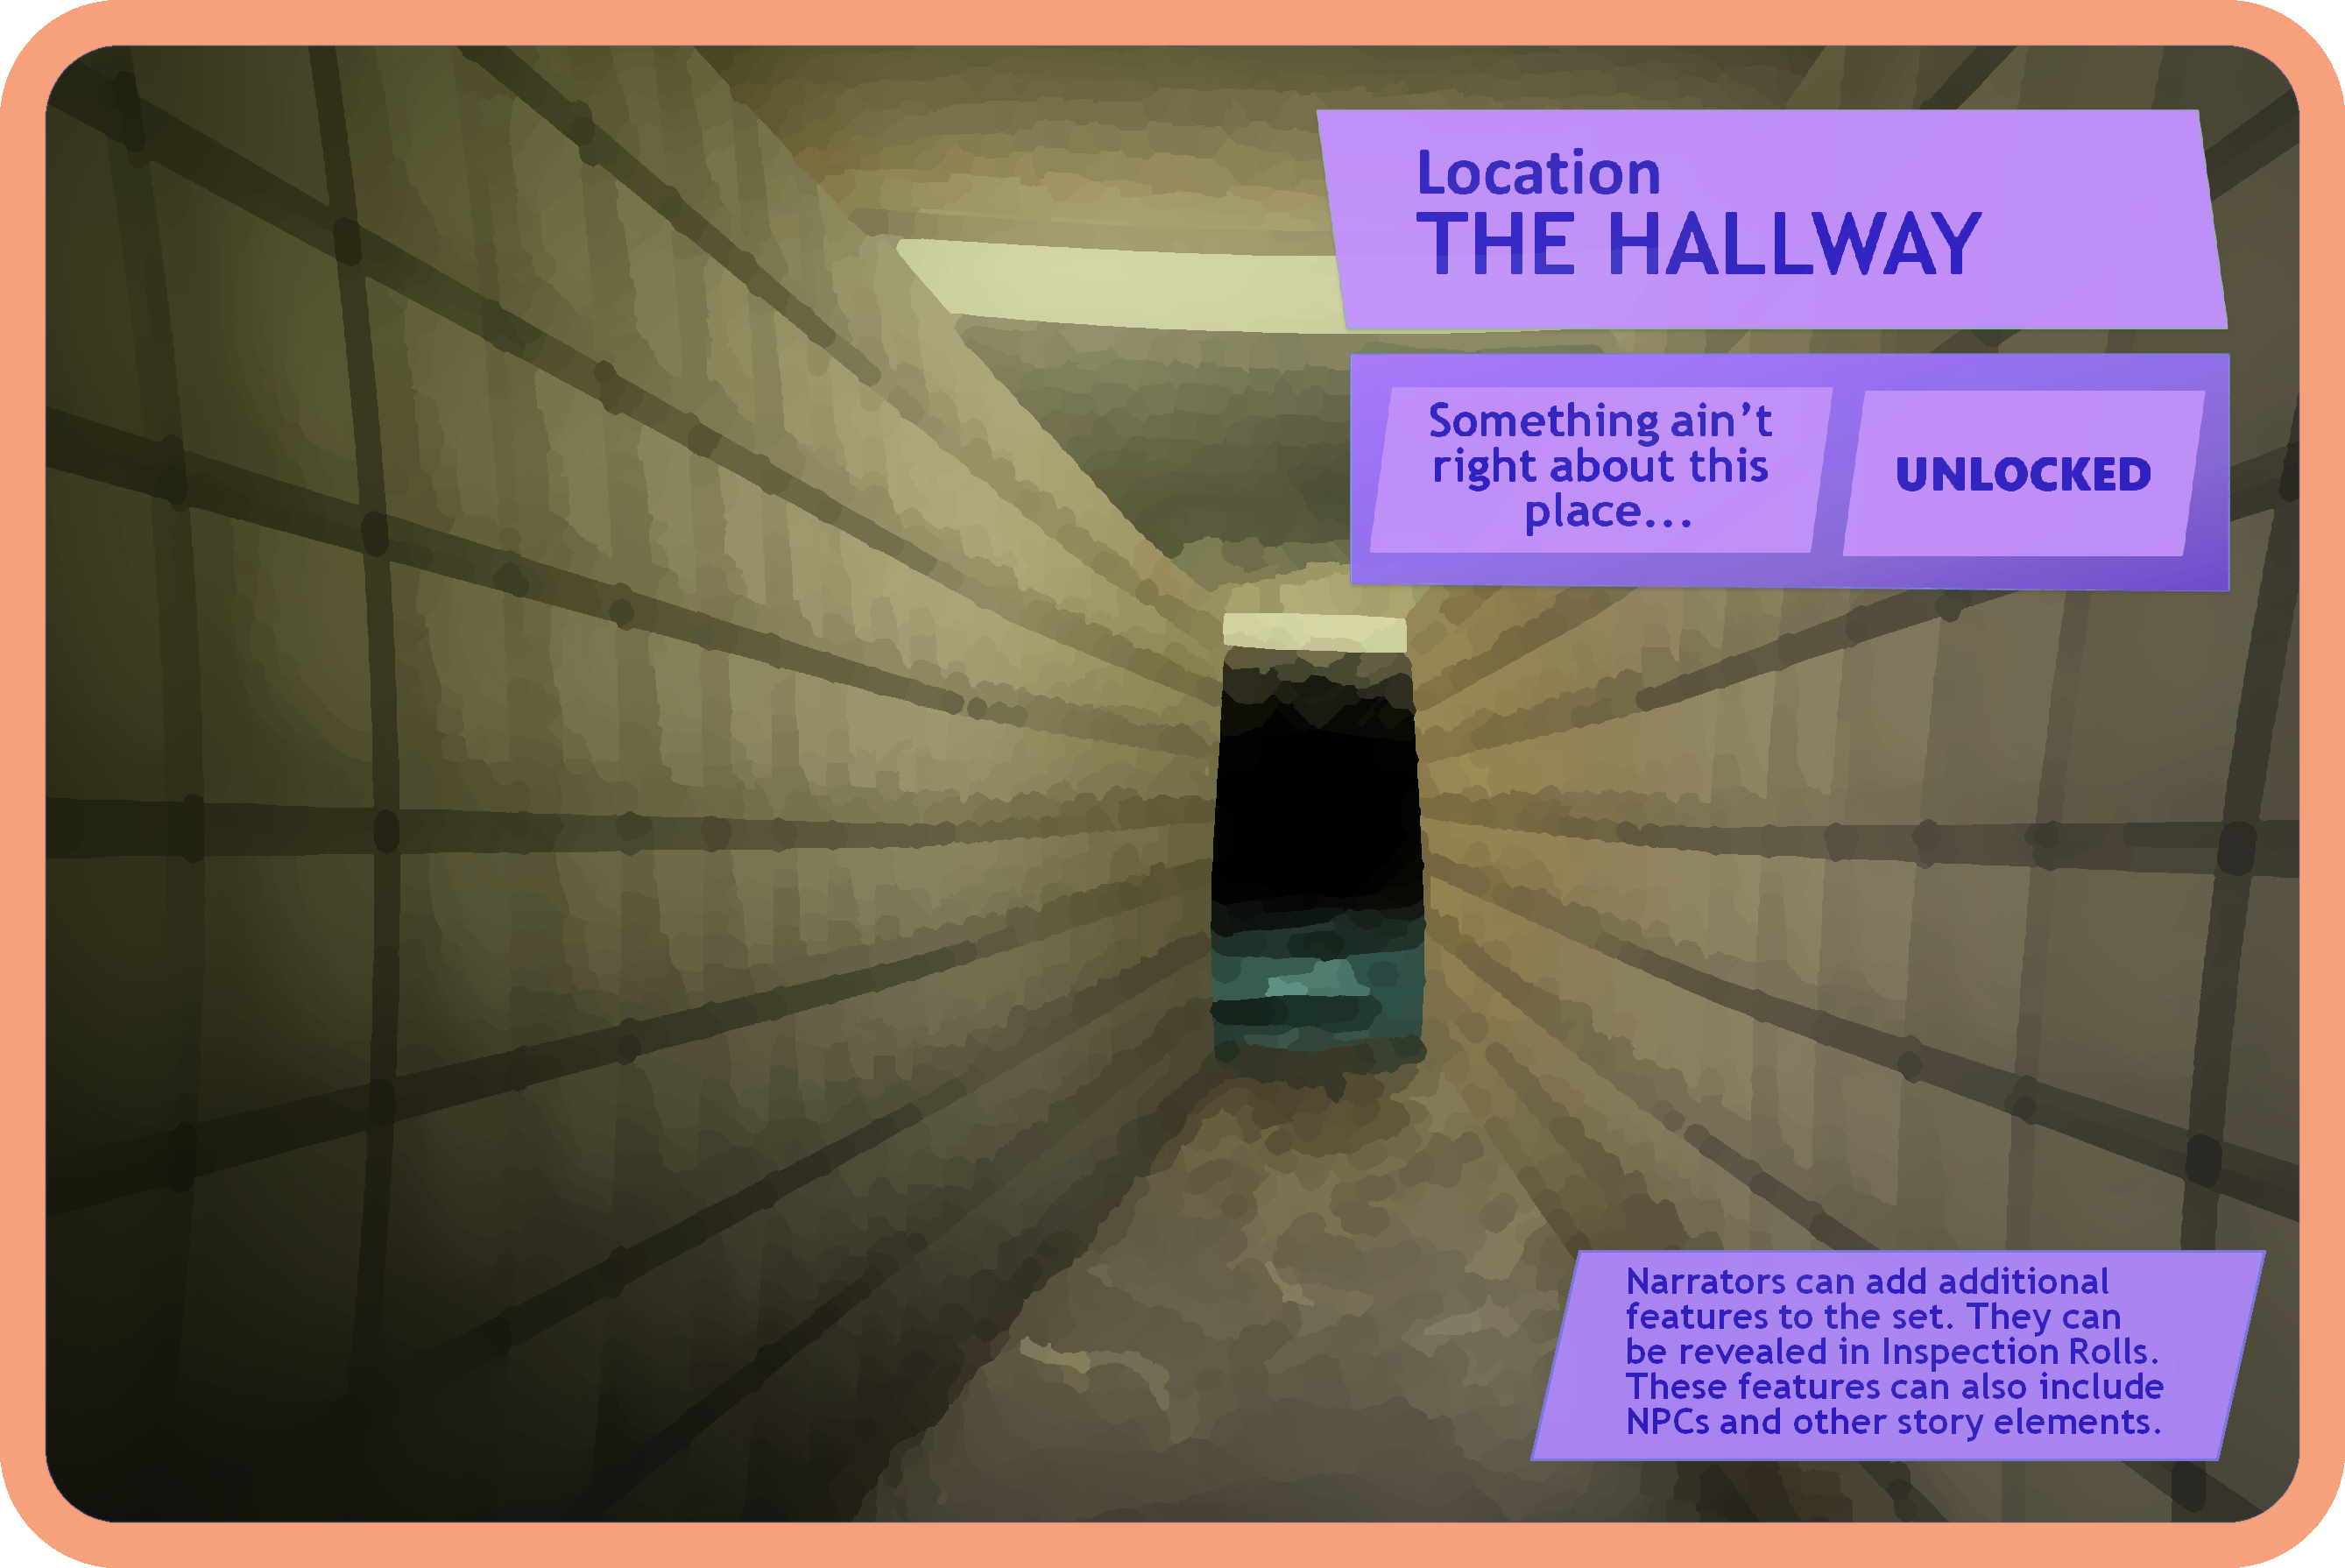 Location
THE HALLWAY
Something ain't
right about this
place...
UNLOCKED
Narrators can add additional
features to the set. They can
be revealed in Inspection Rolls.
These features can also include
NPCs and other story elements.